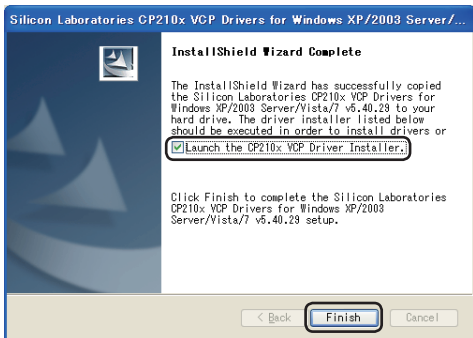 Silicon Laboratories CP210x VCP Drivers for Windows XP/2003 Server/...
InstallShield Wizard Complete
The InstallShield Wizard has successfully copied
the Silicon Laboratories CP210x VCP Drivers for
Windows XP/2003 Server/Vista/7 v5.40.29 to your
hard drive. The driver installer listed below
should be executed in order to install drivers or
Launch the CP210x VCP Driver Installer.
Click Finish to complete the Silicon Laboratories
CP210x VCP Drivers for Windows XP/2003
Server/Vista/7 v5.40.29 setup.
< Back Finish Cancel